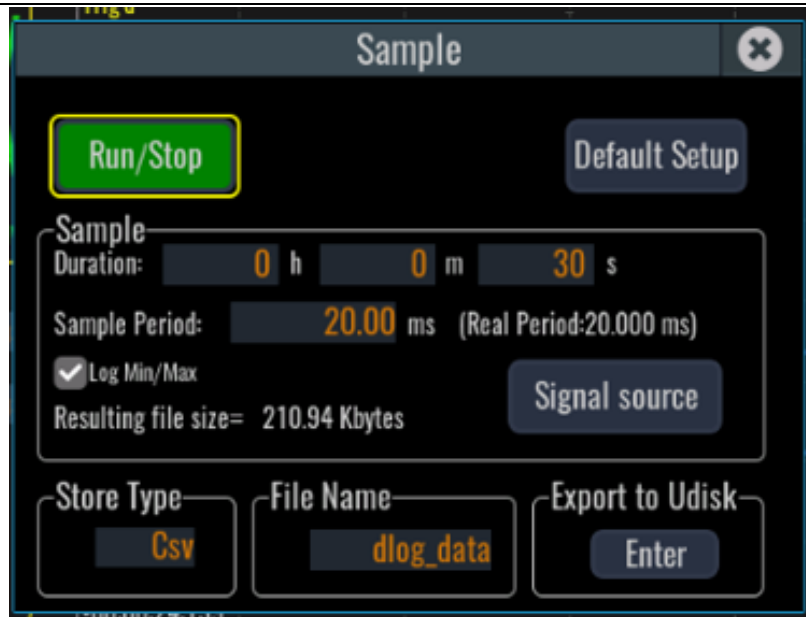 Sample
Run/Stop
Default Setup
Sample
Duration: 0 h 0 m 30 s
Sample Period: 20.00 ms (Real Period:20.000 ms)
Log Min/Max
Signal source
Resulting file size= 210.94 Kbytes
Store Type
Csv
File Name
dlog_data
Export to Udisk
Enter